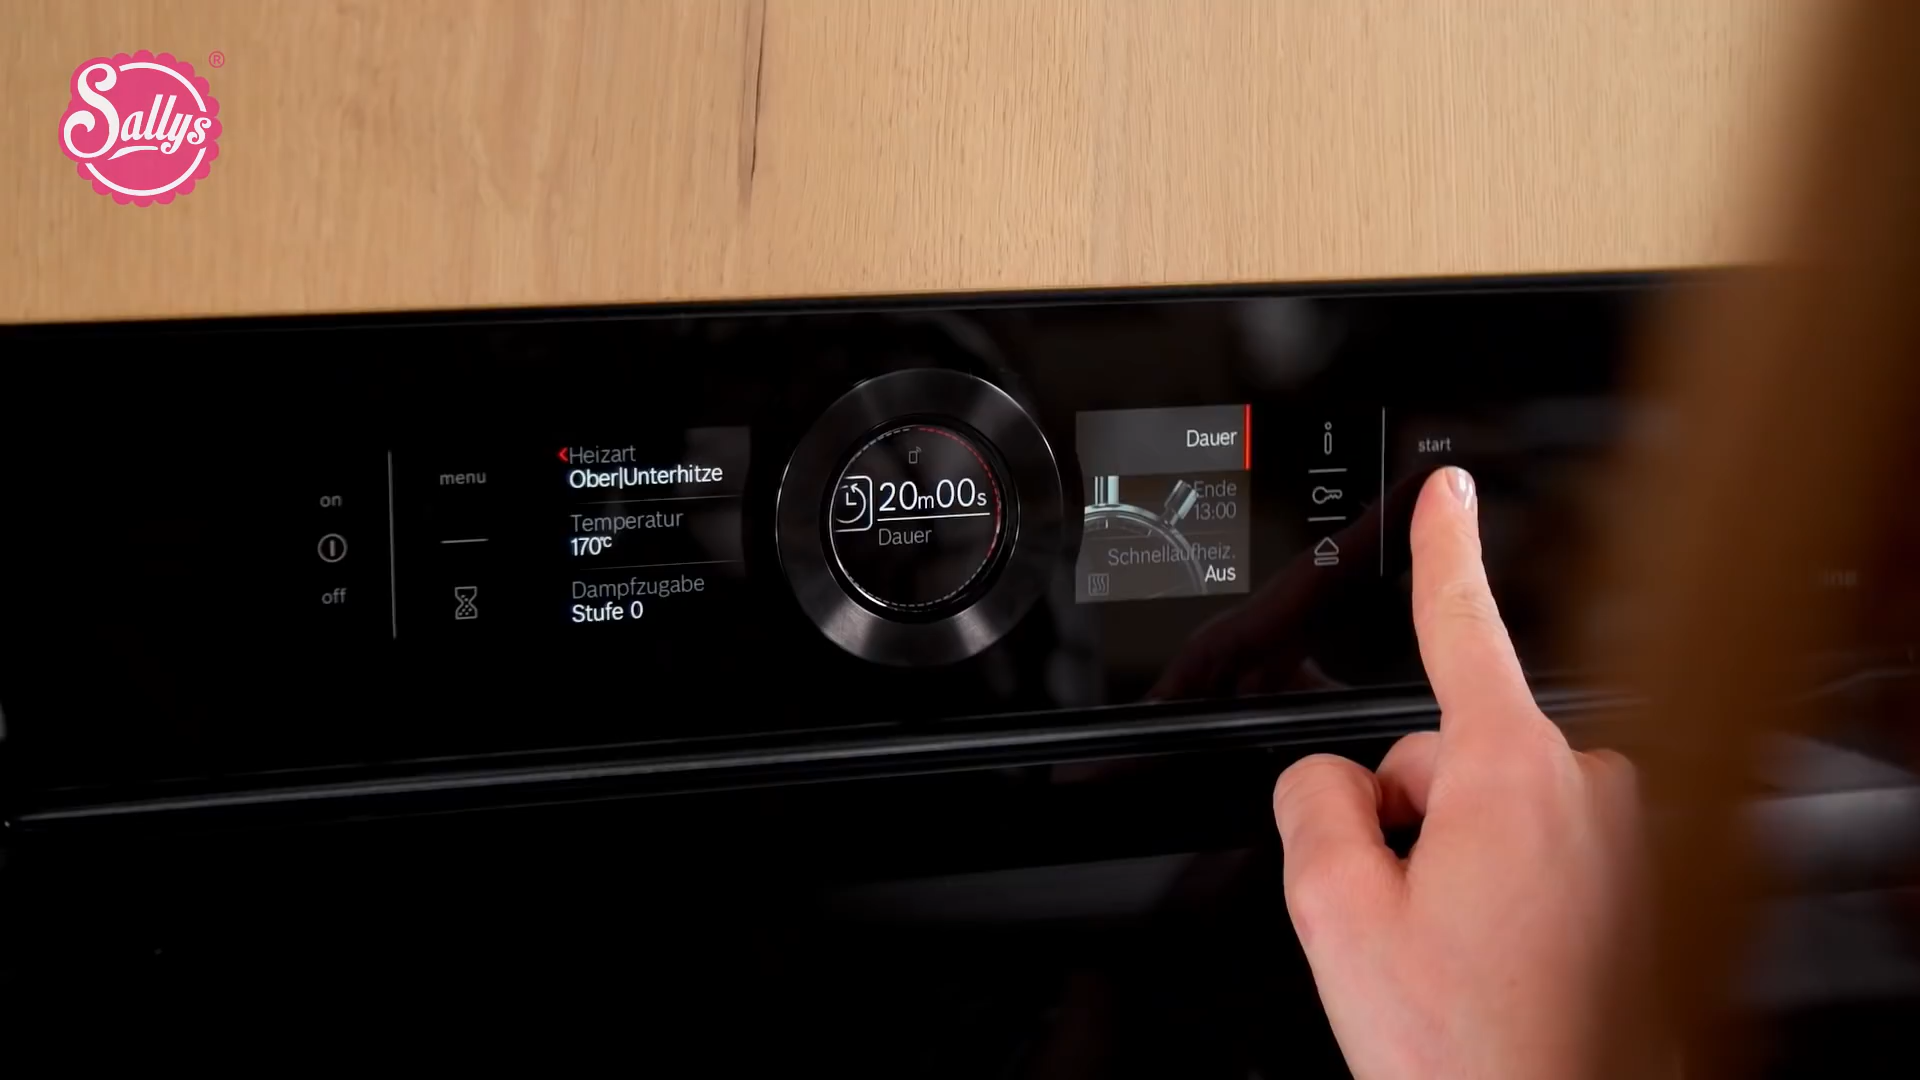 Sallys®
on
off
menu
Heizart
Ober|Unterhitze
Temperatur
170°C
Dampfzugabe
Stufe 0
20m00s
Dauer
Dauer
Ende
13:00
Schnellaufheiz.
Aus
start